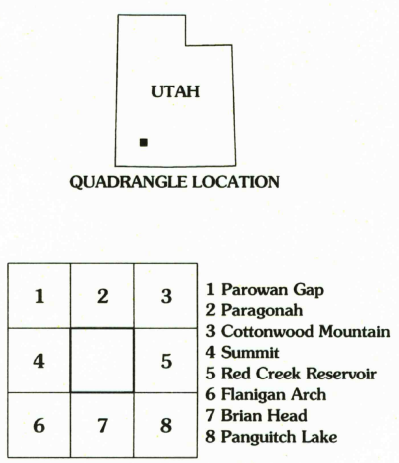 UTAH
QUADRANGLE LOCATION
1 2 3
4 5
6 7 8
1 Parowan Gap
2 Paragonah
3 Cottonwood Mountain
4 Summit
5 Red Creek Reservoir
6 Flanigan Arch
7 Brian Head
8 Panguitch Lake